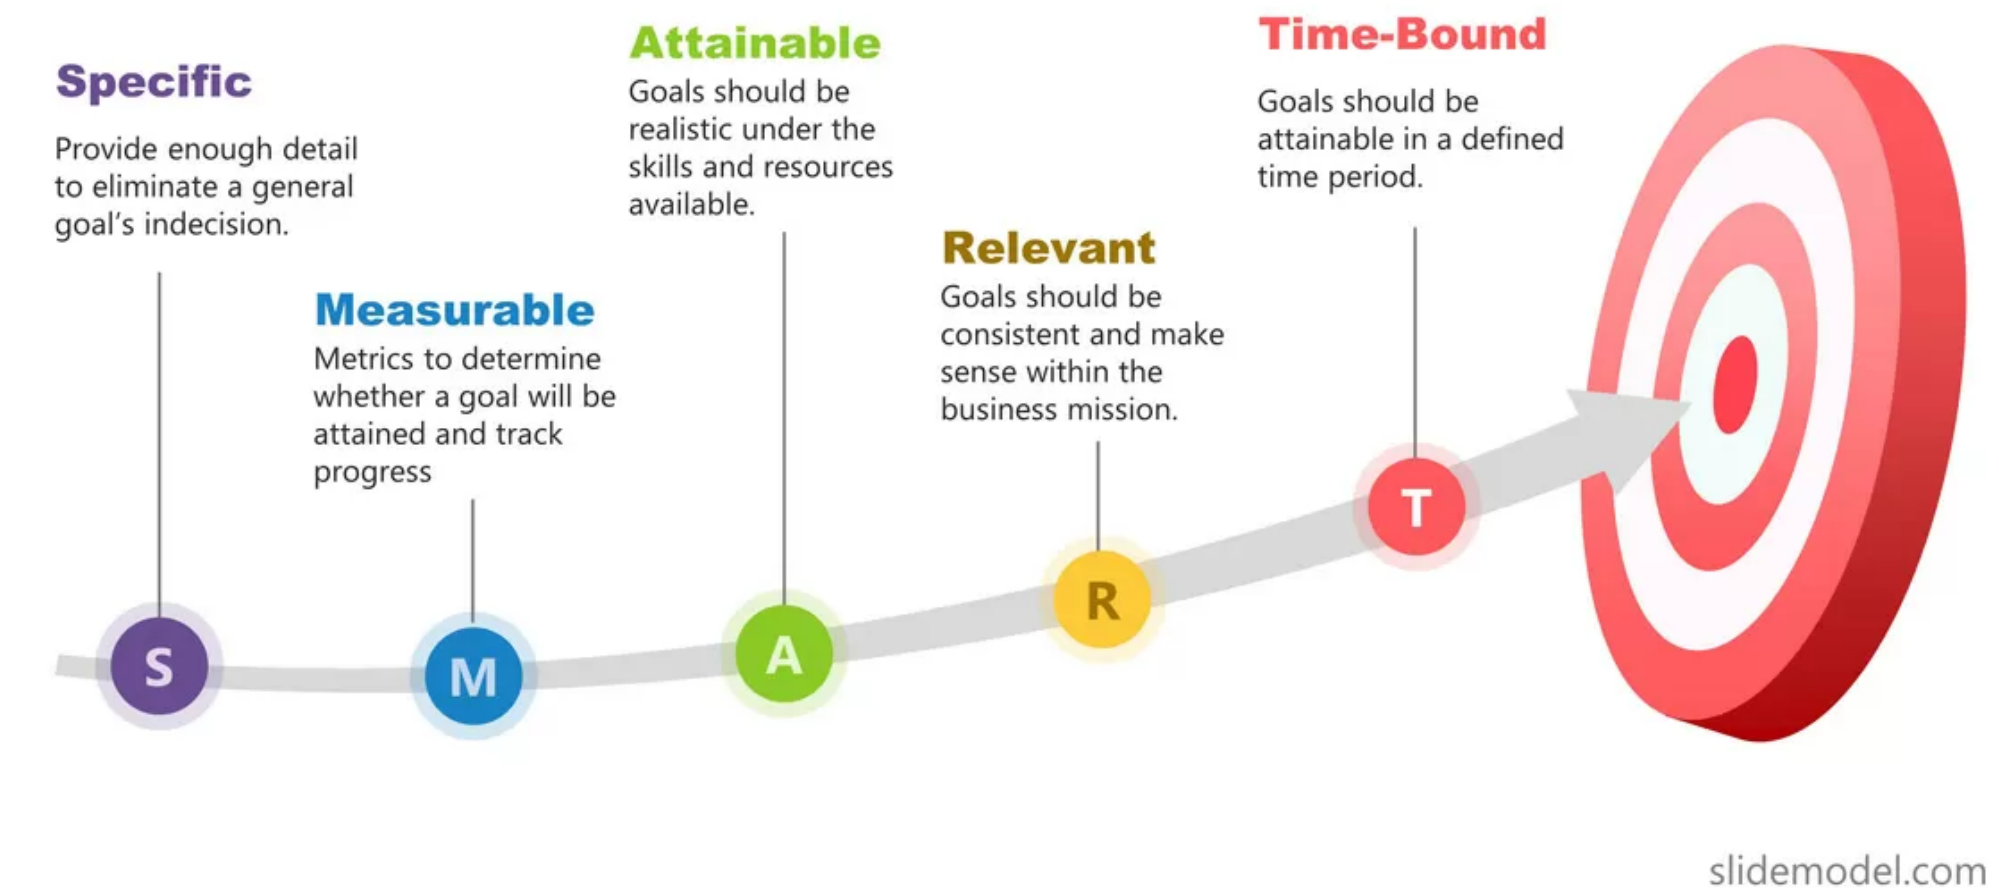 Specific
Provide enough detail
to eliminate a general
goal's indecision.
Measurable
Metrics to determine
whether a goal will be
attained and track
progress
Attainable
Goals should be
realistic under the
skills and resources
available.
Relevant
Goals should be
consistent and make
sense within the
business mission.
Time-Bound
Goals should be
attainable in a defined
time period.
S
M
A
R
T
slidemodel.com